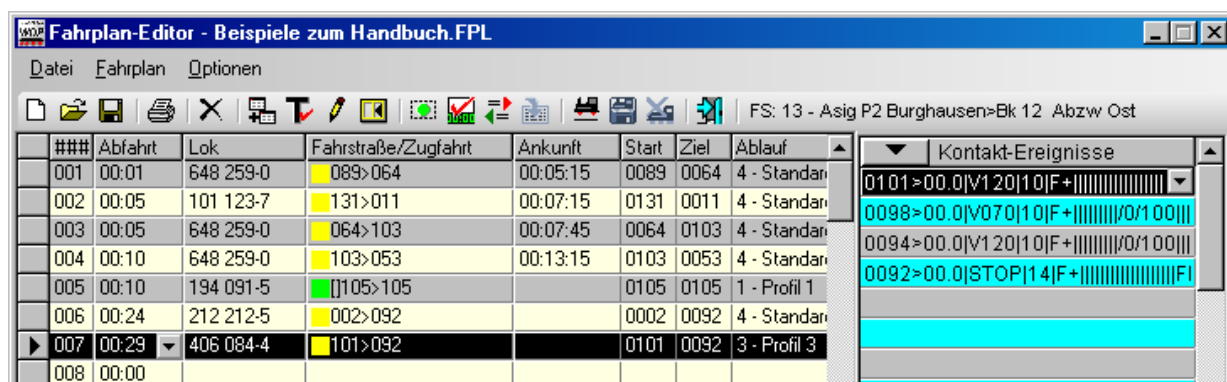 Fahrplan-Editor - Beispiele zum Handbuch.FPL
Datei Fahrplan Optionen
FS: 13 - Asig P2 Burghausen>Bk 12 Abzw Ost
### Abfahrt Lok Fahrstraße/Zugfahrt Ankunft Start Ziel Ablauf
001 00:01 648 259-0 089>064 00:05:15 0089 0064 4 - Standard
002 00:05 101 123-7 131>011 00:07:15 0131 0011 4 - Standard
003 00:05 648 259-0 064>103 00:07:45 0064 0103 4 - Standard
004 00:10 648 259-0 103>053 00:13:15 0103 0053 4 - Standard
005 00:10 194 091-5 []105>105 0105 0105 1 - Profil 1
006 00:24 212 212-5 002>092 0002 0092 4 - Standard
007 00:29 406 084-4 101>092 0101 0092 3 - Profil 3
008 00:00
Kontakt-Ereignisse
0101>00.0|V120|10|F+||||||||||||||||||
0098>00.0|V070|10|F+|||||||||/0/100|||
0094>00.0|V120|10|F+|||||||||/0/100|||
0092>00.0|STOP|14|F+|||||||||||||||||||Fl